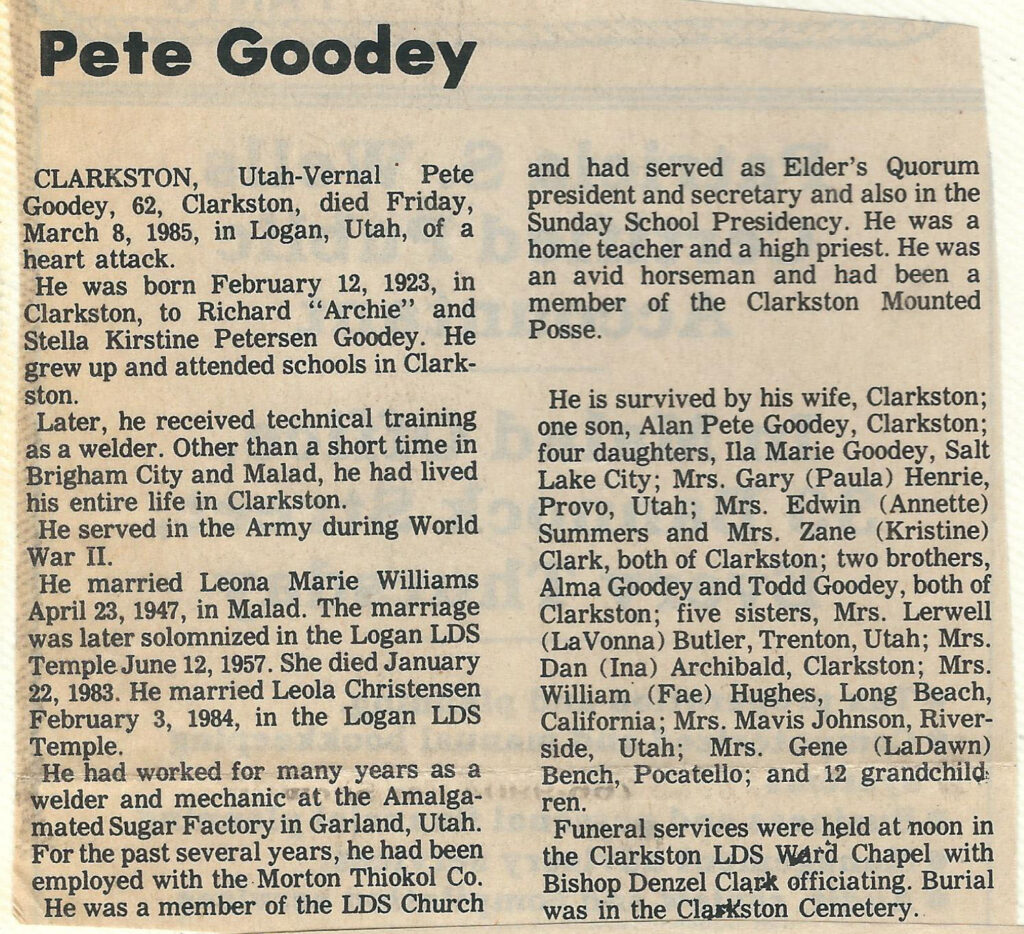 Pete Goodey
CLARKSTON, Utah-Vernal Pete
Goodey, 62, Clarkston, died Friday,
March 8, 1985, in Logan, Utah, of a
heart attack.
He was born February 12, 1923, in
Clarkston, to Richard "Archie" and
Stella Kirstine Petersen Goodey. He
grew up and attended schools in Clark-
ston.
Later, he received technical training
as a welder. Other than a short time in
Brigham City and Malad, he had lived
his entire life in Clarkston.
He served in the Army during World
War II.
He married Leona Marie Williams
April 23, 1947, in Malad. The marriage
was later solomnized in the Logan LDS
Temple June 12, 1957. She died January
22, 1983. He married Leola Christensen
February 3, 1984, in the Logan LDS
Temple.
He had worked for many years as a
welder and mechanic at the Amalga-
mated Sugar Factory in Garland, Utah.
For the past several years, he had been
employed with the Morton Thiokol Co.
He was a member of the LDS Church
and had served as Elder's Quorum
president and secretary and also in the
Sunday School Presidency. He was a
home teacher and a high priest. He was
an avid horseman and had been a
member of the Clarkston Mounted
Posse.
He is survived by his wife, Clarkston;
one son, Alan Pete Goodey, Clarkston;
four daughters, Ila Marie Goodey, Salt
Lake City; Mrs. Gary (Paula) Henrie,
Provo, Utah; Mrs. Edwin (Annette)
Summers and Mrs. Zane (Kristine)
Clark, both of Clarkston; two brothers,
Alma Goodey and Todd Goodey, both of
Clarkston; five sisters, Mrs. Lerwell
(LaVonna) Butler, Trenton, Utah; Mrs.
Dan (Ina) Archibald, Clarkston; Mrs.
William (Fae) Hughes, Long Beach,
California; Mrs. Mavis Johnson, River-
side, Utah; Mrs. Gene (LaDawn)
Bench, Pocatello; and 12 grandchild-
ren.
Funeral services were held at noon in
the Clarkston LDS Ward Chapel with
Bishop Denzel Clark officiating. Burial
was in the Clarkston Cemetery.